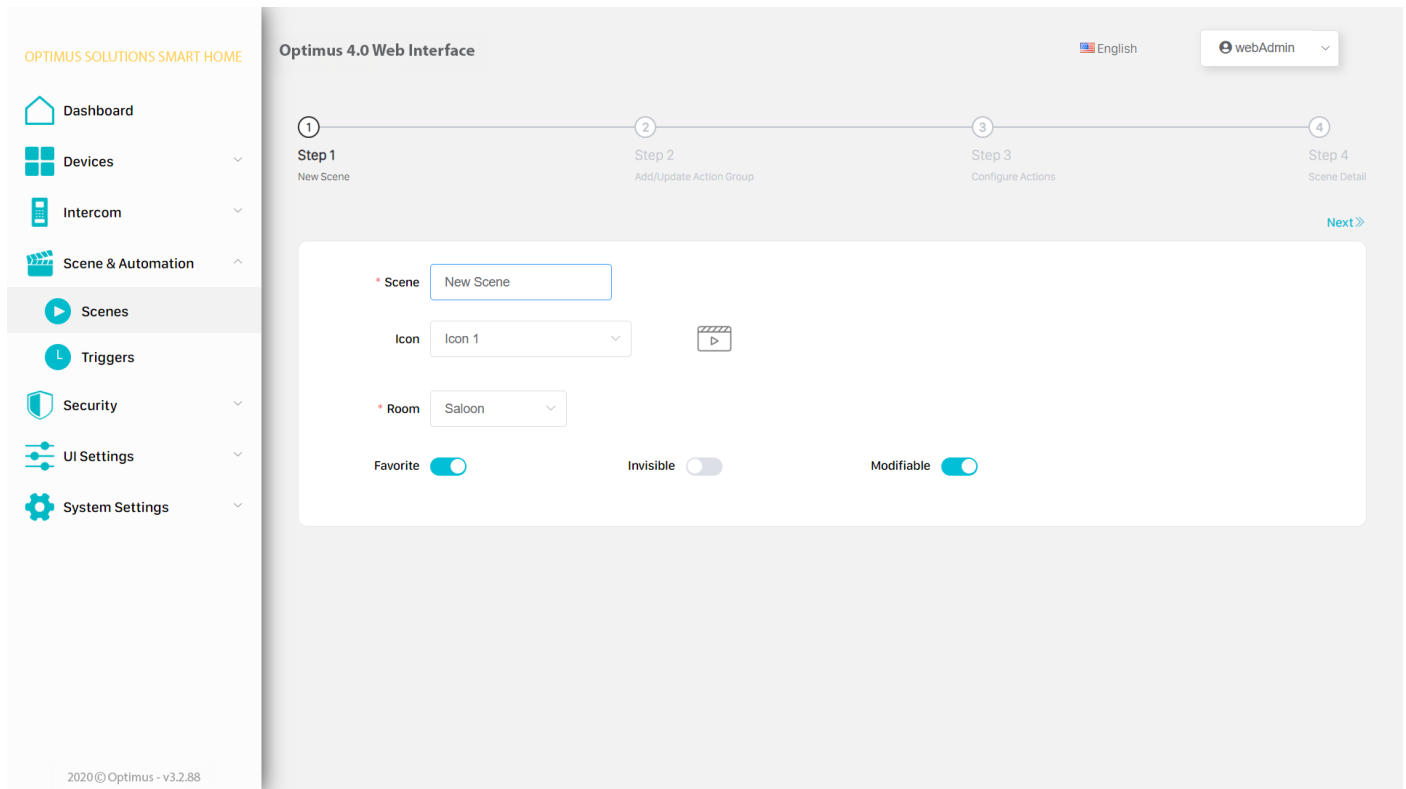 OPTIMUS SOLUTIONS SMART HOME
Dashboard
Devices
Intercom
Scene & Automation
Scenes
Triggers
Security
UI Settings
System Settings
2020 © Optimus - v3.2.88
Optimus 4.0 Web Interface
English
webAdmin
1
Step 1
New Scene
2
Step 2
Add/Update Action Group
3
Step 3
Configure Actions
4
Step 4
Scene Detail
Next
* Scene New Scene
Icon Icon 1
* Room Saloon
Favorite Invisible Modifiable